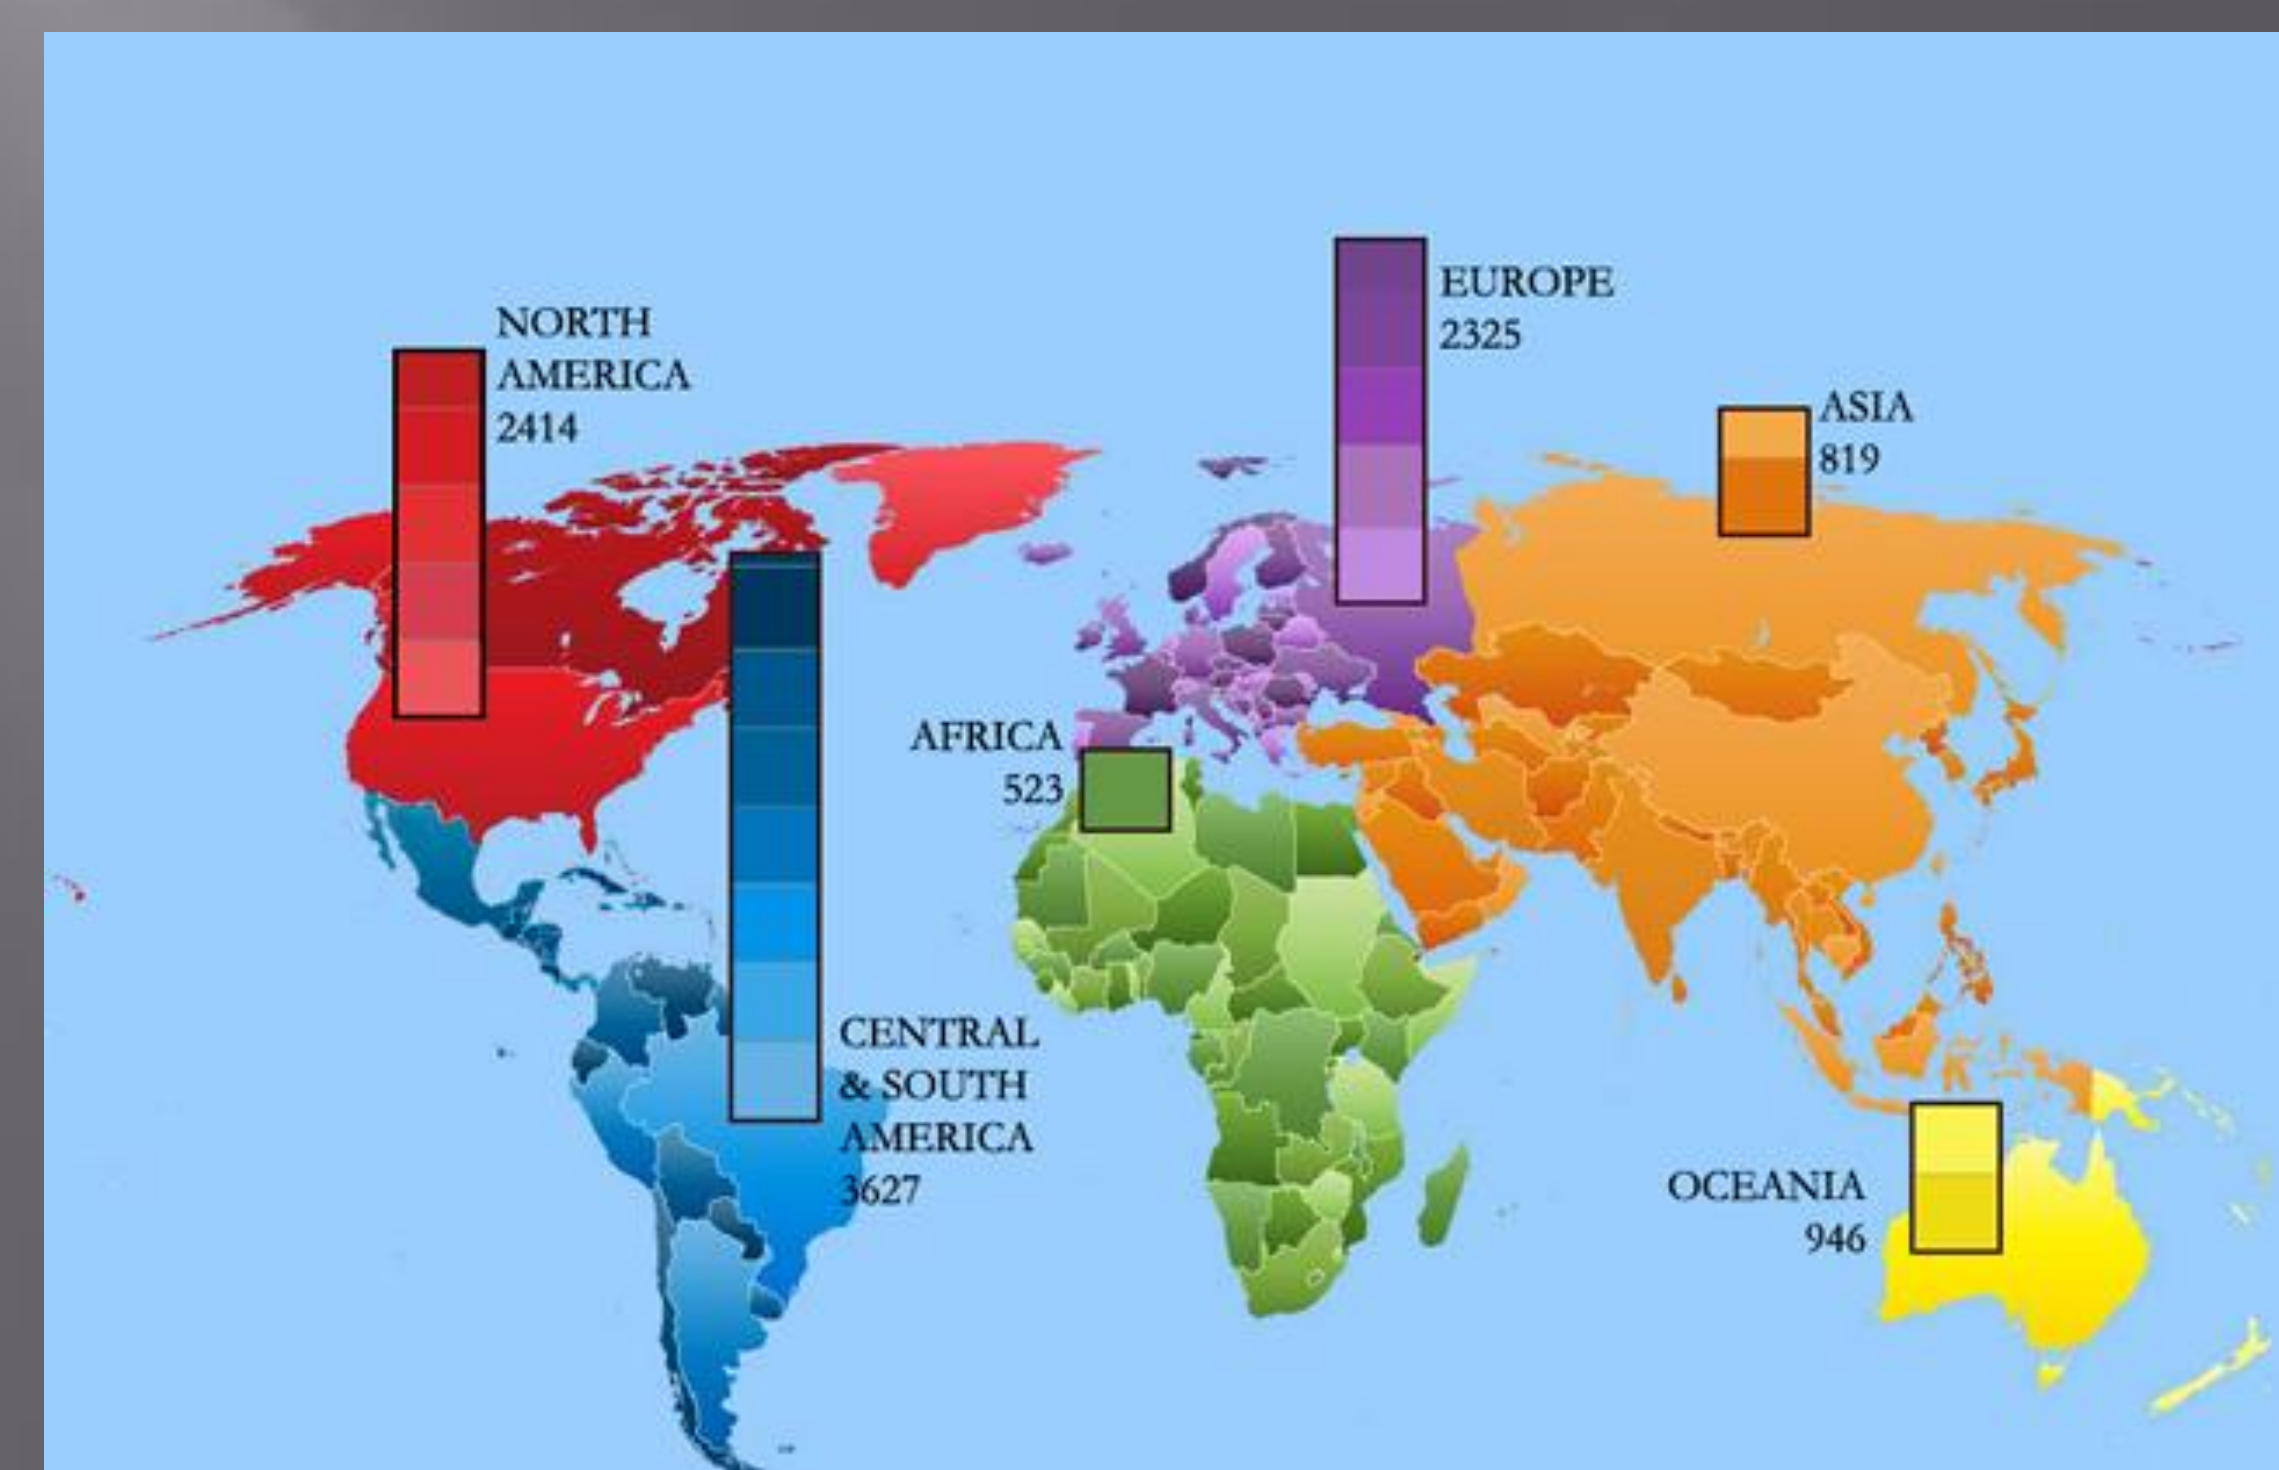 NORTH
AMERICA
2414
EUROPE
2325
ASIA
819
AFRICA
523
CENTRAL
& SOUTH
AMERICA
3627
OCEANIA
946